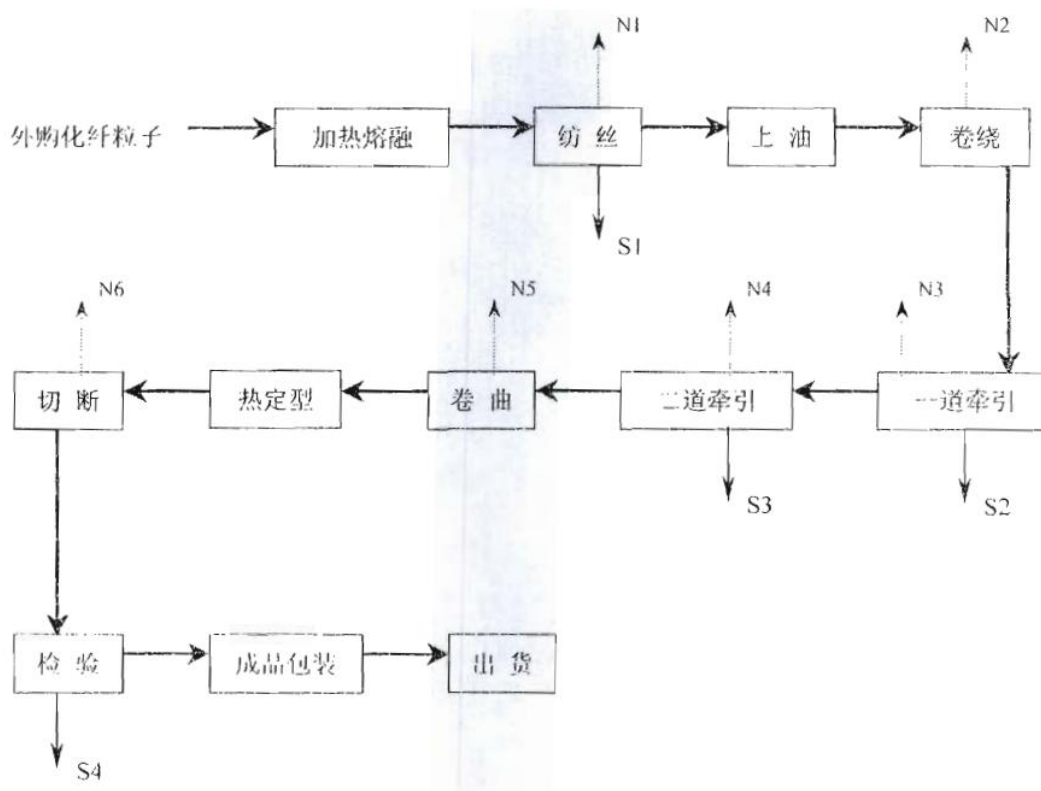 N1
N2
外购化纤粒子
加热熔融
纺丝
上油
卷绕
S1
N6
N5
N4
N3
切断
热定型
卷曲
二道牵引
一道牵引
S3
S2
检验
成品包装
出货
S4